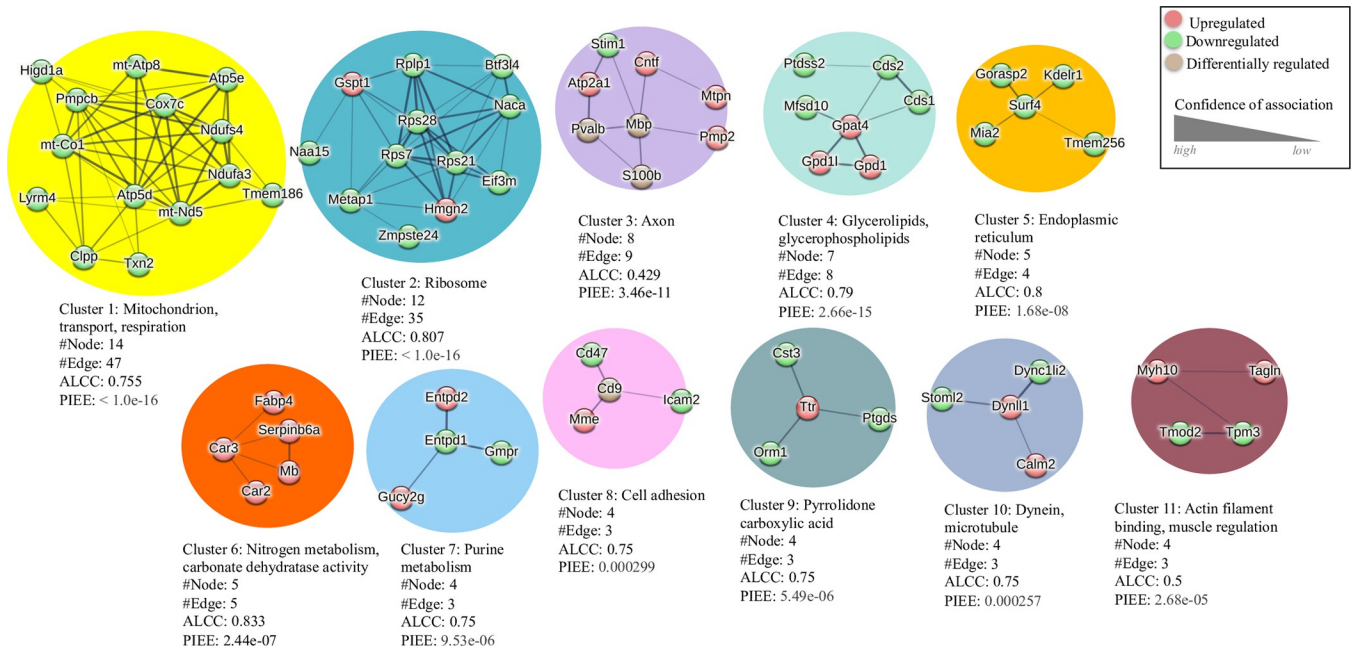 Upregulated
Downregulated
Differentially regulated
Confidence of association
high
low
Higd1a
mt-Atp8
Atp5e
Pmpcb
Cox7c
Ndufs4
mt-Co1
Ndufa3
Lyrm4
Atp5d
mt-Nd5
Tmem186
Clpp
Txn2
Cluster 1: Mitochondrion,
transport, respiration
#Node: 14
#Edge: 47
ALCC: 0.755
PIEE: < 1.0e-16
Gspt1
Rplp1
Btf3l4
Naca
Rps28
Naa15
Rps7
Rps21
Eif3m
Metap1
Hmgn2
Zmpste24
Cluster 2: Ribosome
#Node: 12
#Edge: 35
ALCC: 0.807
PIEE: < 1.0e-16
Stim1
Cntf
Atp2a1
Mtpn
Pvalb
Mbp
Pmp2
S100b
Cluster 3: Axon
#Node: 8
#Edge: 9
ALCC: 0.429
PIEE: 3.46e-11
Ptdss2
Cds2
Cds1
Mfsd10
Gpat4
Gpd1l
Gpd1
Cluster 4: Glycerolipids,
glycerophospholipids
#Node: 7
#Edge: 8
ALCC: 0.79
PIEE: 2.66e-15
Gorasp2
Kdelr1
Surf4
Mia2
Tmem256
Cluster 5: Endoplasmic
reticulum
#Node: 5
#Edge: 4
ALCC: 0.8
PIEE: 1.68e-08
Fabp4
Serpinb6a
Car3
Mb
Car2
Cluster 6: Nitrogen metabolism,
carbonate dehydratase activity
#Node: 5
#Edge: 5
ALCC: 0.833
PIEE: 2.44e-07
Entpd2
Entpd1
Gmpr
Gucy2g
Cluster 7: Purine
metabolism
#Node: 4
#Edge: 3
ALCC: 0.75
PIEE: 9.53e-06
Cd47
Cd9
Icam2
Mme
Cluster 8: Cell adhesion
#Node: 4
#Edge: 3
ALCC: 0.75
PIEE: 0.000299
Cst3
Ttr
Ptgds
Orm1
Cluster 9: Pyrrolidone
carboxylic acid
#Node: 4
#Edge: 3
ALCC: 0.75
PIEE: 5.49e-06
Dync1li2
Stoml2
Dynll1
Calm2
Cluster 10: Dynein,
microtubule
#Node: 4
#Edge: 3
ALCC: 0.75
PIEE: 0.000257
Myh10
Tagln
Tmod2
Tpm3
Cluster 11: Actin filament
binding, muscle regulation
#Node: 4
#Edge: 3
ALCC: 0.5
PIEE: 2.68e-05